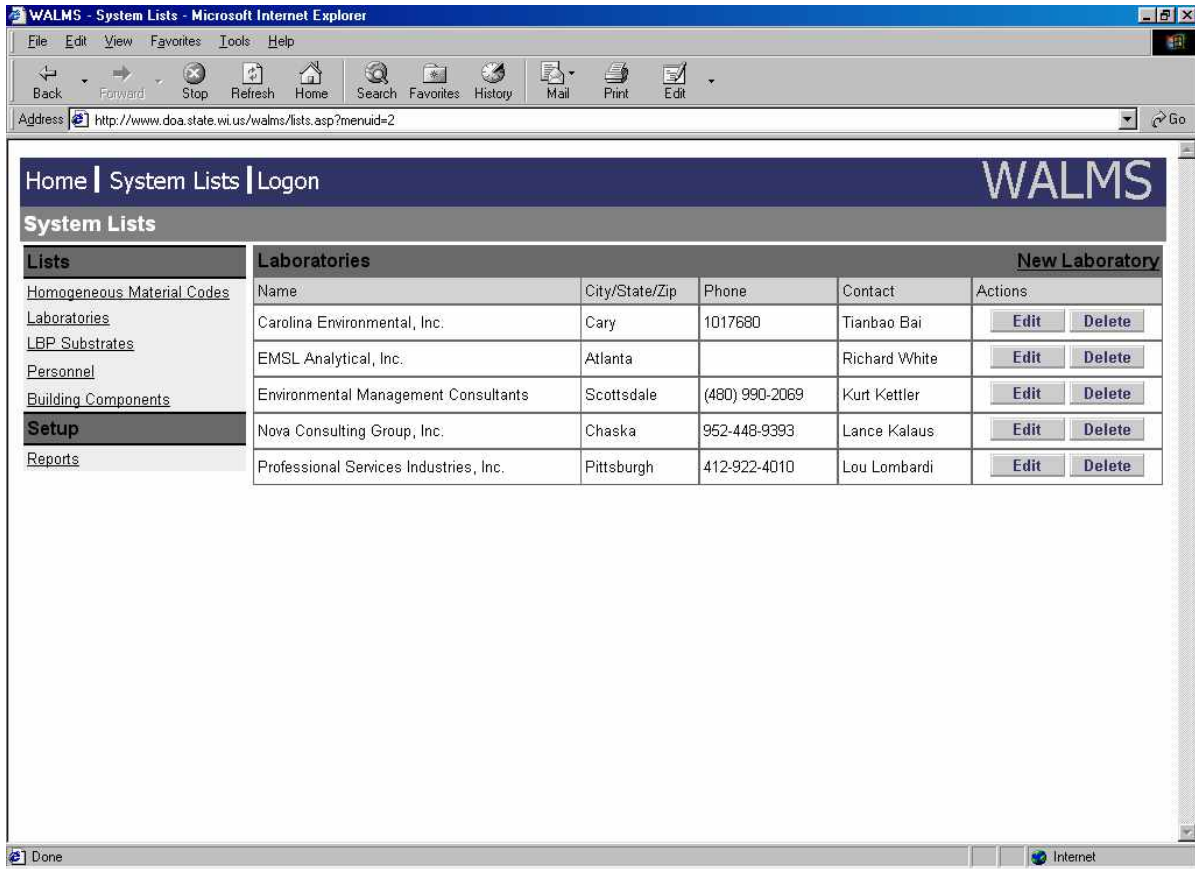 WALMS - System Lists - Microsoft Internet Explorer
File Edit View Favorites Tools Help
Back Forward Stop Refresh Home Search Favorites History Mail Print Edit
Address http://www.doa.state.wi.us/walms/lists.asp?menuid=2 Go
Home | System Lists | Logon WALMS
System Lists
Lists
Homogeneous Material Codes
Laboratories
LBP Substrates
Personnel
Building Components
Setup
Reports
Laboratories New Laboratory
Name City/State/Zip Phone Contact Actions
Carolina Environmental, Inc. Cary 1017680 Tianbao Bai Edit Delete
EMSL Analytical, Inc. Atlanta Richard White Edit Delete
Environmental Management Consultants Scottsdale (480) 990-2069 Kurt Kettler Edit Delete
Nova Consulting Group, Inc. Chaska 952-448-9393 Lance Kalaus Edit Delete
Professional Services Industries, Inc. Pittsburgh 412-922-4010 Lou Lombardi Edit Delete
Done Internet